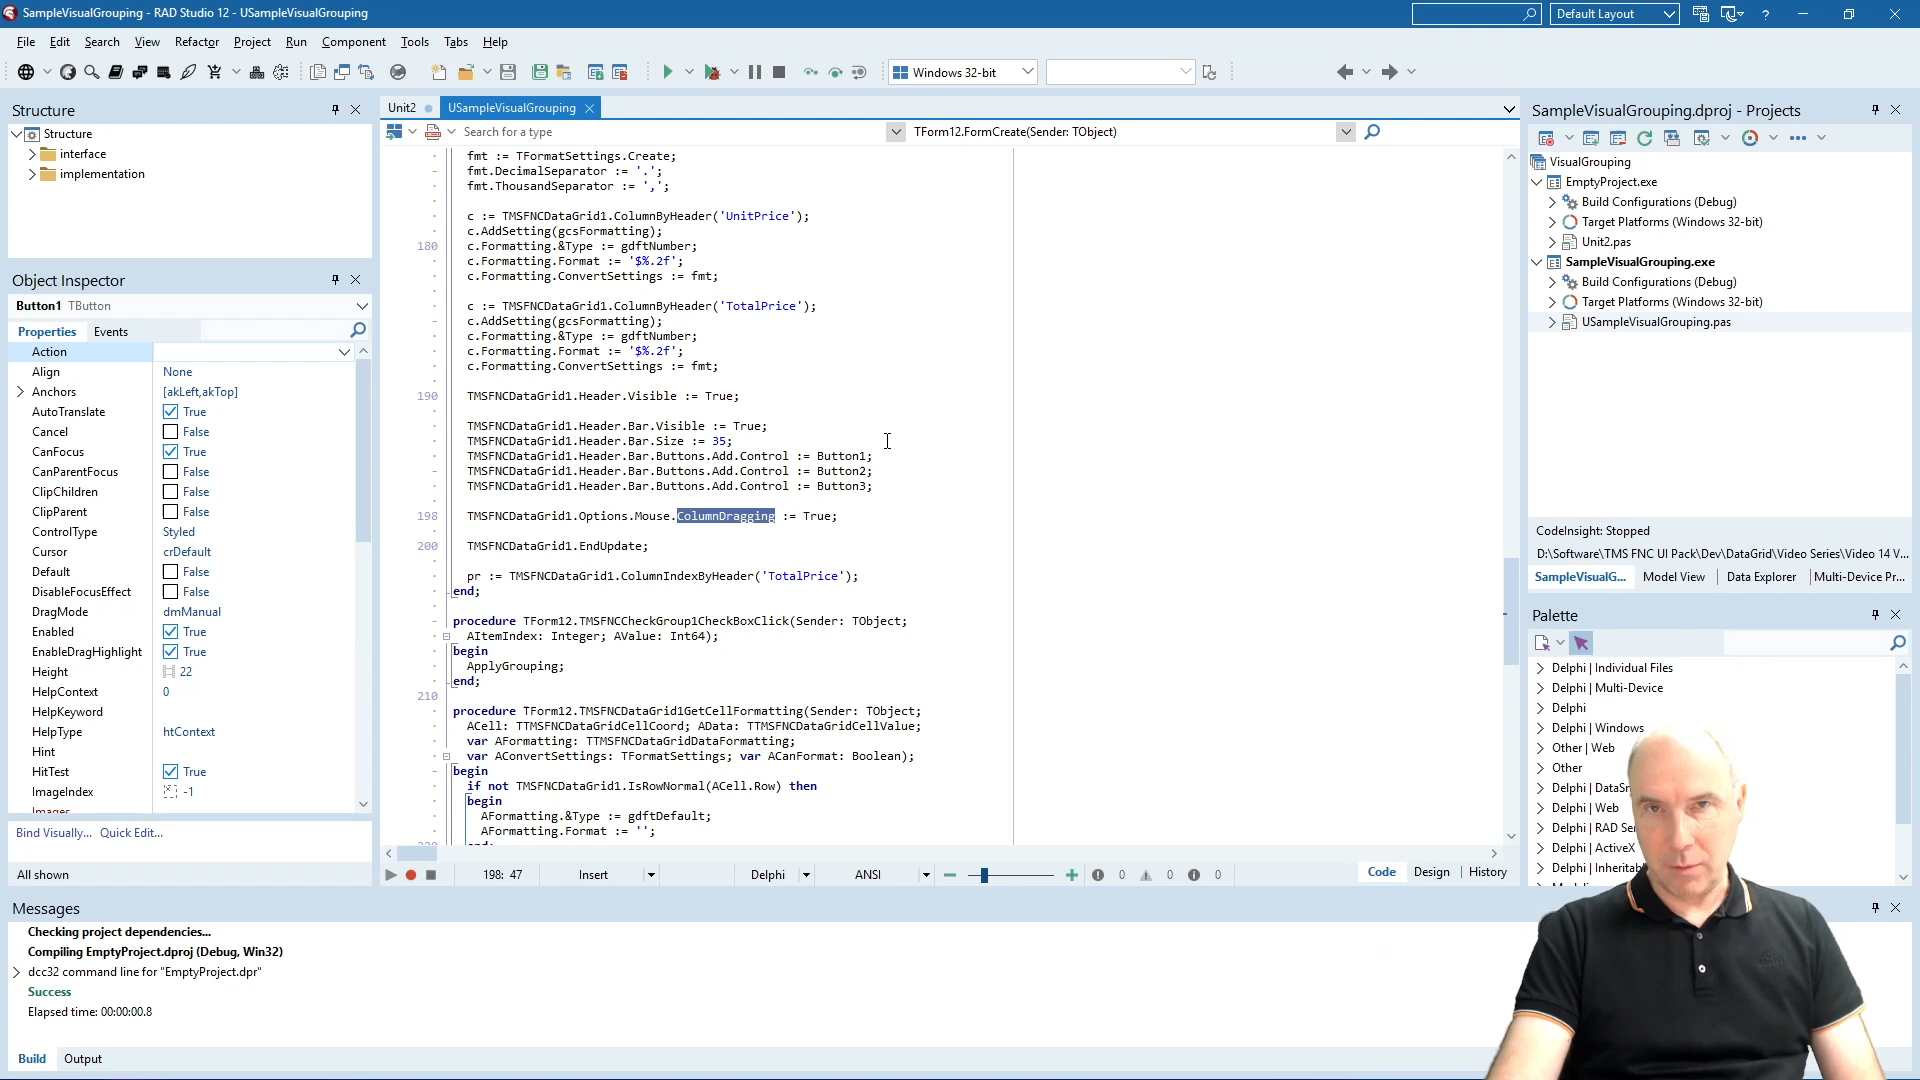 SampleVisualGrouping - RAD Studio 12 - USampleVisualGrouping
Default Layout
?
File Edit Search View Refactor Project Run Component Tools Tabs Help
Windows 32-bit
Structure
Structure
interface
implementation
Object Inspector
Button1 TButton
Properties Events
Action
Align None
Anchors [akLeft,akTop]
AutoTranslate True
Cancel False
CanFocus True
CanParentFocus False
ClipChildren False
ClipParent False
ControlType Styled
Cursor crDefault
Default False
DisableFocusEffect False
DragMode dmManual
Enabled True
EnableDragHighlight True
Height 22
HelpContext 0
HelpKeyword
HelpType htContext
Hint
HitTest True
ImageIndex -1
Images
Bind Visually... Quick Edit...
All shown
Unit2 USampleVisualGrouping
Search for a type
TForm12.FormCreate(Sender: TObject)
fmt := TFormatSettings.Create;
fmt.DecimalSeparator := '.';
fmt.ThousandSeparator := ',';
c := TMSFNCDataGrid1.ColumnByHeader('UnitPrice');
c.AddSetting(gcsFormatting);
180 c.Formatting.&Type := gdftNumber;
c.Formatting.Format := '$%.2f';
c.Formatting.ConvertSettings := fmt;
c := TMSFNCDataGrid1.ColumnByHeader('TotalPrice');
c.AddSetting(gcsFormatting);
c.Formatting.&Type := gdftNumber;
c.Formatting.Format := '$%.2f';
c.Formatting.ConvertSettings := fmt;
190 TMSFNCDataGrid1.Header.Visible := True;
TMSFNCDataGrid1.Header.Bar.Visible := True;
TMSFNCDataGrid1.Header.Bar.Size := 35;
TMSFNCDataGrid1.Header.Bar.Buttons.Add.Control := Button1;
TMSFNCDataGrid1.Header.Bar.Buttons.Add.Control := Button2;
TMSFNCDataGrid1.Header.Bar.Buttons.Add.Control := Button3;
198 TMSFNCDataGrid1.Options.Mouse.ColumnDragging := True;
200 TMSFNCDataGrid1.EndUpdate;
pr := TMSFNCDataGrid1.ColumnIndexByHeader('TotalPrice');
end;
procedure TForm12.TMSFNCCheckGroup1CheckBoxClick(Sender: TObject;
AItemIndex: Integer; AValue: Int64);
begin
ApplyGrouping;
end;
210
procedure TForm12.TMSFNCDataGrid1GetCellFormatting(Sender: TObject;
ACell: TTMSFNCDataGridCellCoord; AData: TTMSFNCDataGridCellValue;
var AFormatting: TTMSFNCDataGridDataFormatting;
var AConvertSettings: TFormatSettings; var ACanFormat: Boolean);
begin
if not TMSFNCDataGrid1.IsRowNormal(ACell.Row) then
begin
AFormatting.&Type := gdftDefault;
AFormatting.Format := '';
198: 47 Insert Delphi ANSI 0 0 0
Code Design History
SampleVisualGrouping.dproj - Projects
VisualGrouping
EmptyProject.exe
Build Configurations (Debug)
Target Platforms (Windows 32-bit)
Unit2.pas
SampleVisualGrouping.exe
Build Configurations (Debug)
Target Platforms (Windows 32-bit)
USampleVisualGrouping.pas
CodeInsight: Stopped
D:\Software\TMS FNC UI Pack\Dev\DataGrid\Video Series\Video 14 V...
SampleVisualG... Model View Data Explorer Multi-Device Pr...
Palette
Delphi | Individual Files
Delphi | Multi-Device
Delphi
Delphi | Windows
Other | Web
Other
Delphi | DataSn
Delphi | Web
Delphi | RAD Ser
Delphi | ActiveX
Delphi | Inheritab
Messages
Checking project dependencies...
Compiling EmptyProject.dproj (Debug, Win32)
dcc32 command line for "EmptyProject.dpr"
Success
Elapsed time: 00:00:00.8
Build Output